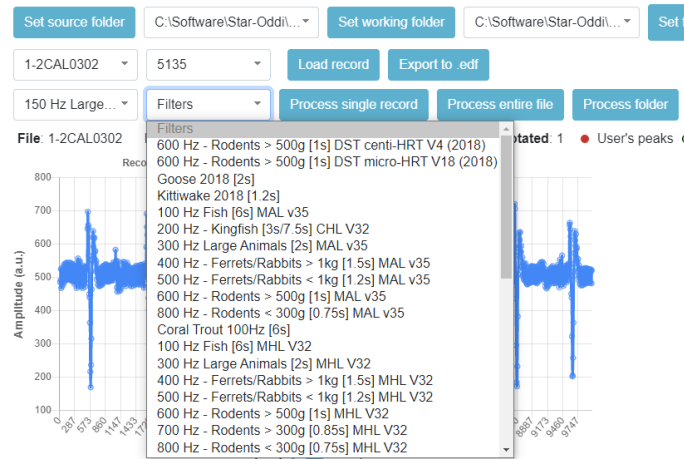 Set source folder C:\Software\Star-Oddi\... Set working folder C:\Software\Star-Oddi\... Set
1-2CAL0302 5135 Load record Export to .edf
150 Hz Large... Filters Process single record Process entire file Process folder
File: 1-2CAL0302 Filters otated: 1 User's peaks
600 Hz - Rodents > 500g [1s] DST centi-HRT V4 (2018)
Reco 600 Hz - Rodents > 500g [1s] DST micro-HRT V18 (2018)
800 Goose 2018 [2s]
Kittiwake 2018 [1.2s]
700 100 Hz Fish [6s] MAL v35
200 Hz - Kingfish [3s/7.5s] CHL V32
600 300 Hz Large Animals [2s] MAL v35
400 Hz - Ferrets/Rabbits > 1kg [1.5s] MAL v35
500 500 Hz - Ferrets/Rabbits < 1kg [1.2s] MAL v35
600 Hz - Rodents > 500g [1s] MAL v35
400 800 Hz - Rodents < 300g [0.75s] MAL v35
Coral Trout 100Hz [6s]
300 100 Hz Fish [6s] MHL V32
300 Hz Large Animals [2s] MHL V32
200 400 Hz - Ferrets/Rabbits > 1kg [1.5s] MHL V32
500 Hz - Ferrets/Rabbits < 1kg [1.2s] MHL V32
100 600 Hz - Rodents > 500g [1s] MHL V32
700 Hz - Rodents > 300g [0.85s] MHL V32
800 Hz - Rodents < 300g [0.75s] MHL V32
Amplitude (a.u.)
0 287 573 860 1147 1433 8887 9173 9460 9747